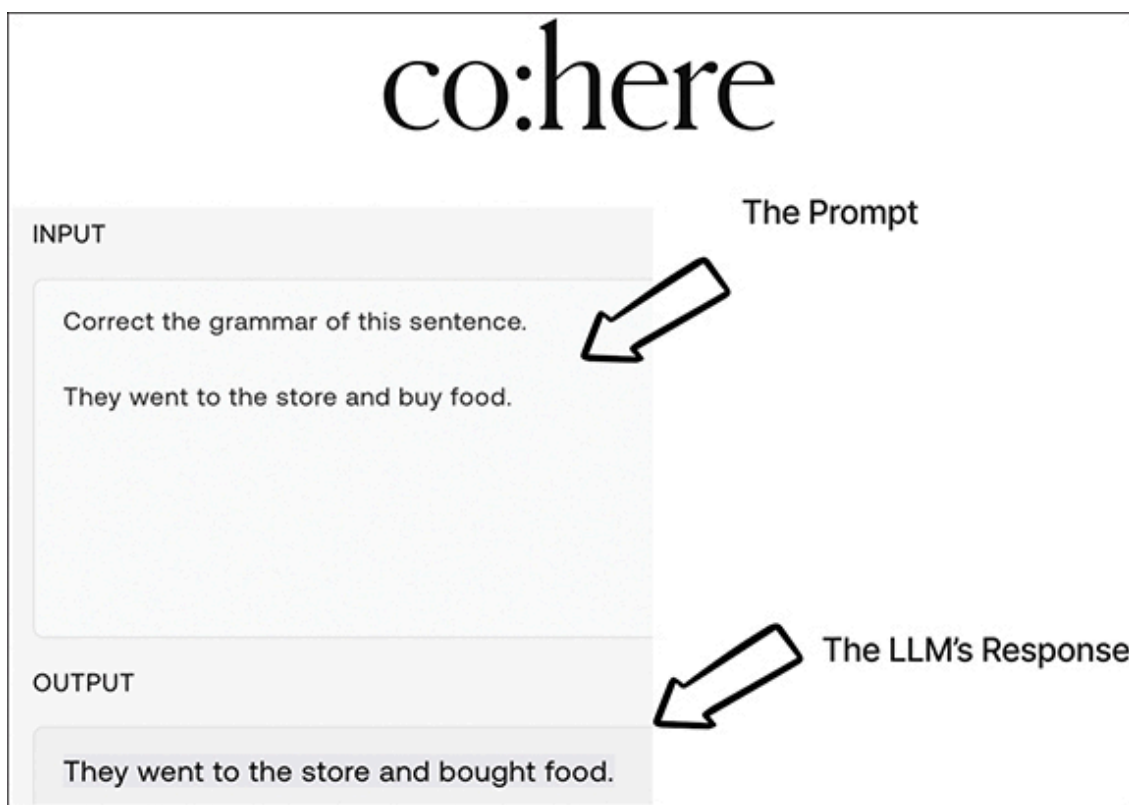 co:here
The Prompt
INPUT
Correct the grammar of this sentence.
They went to the store and buy food.
The LLM's Response
OUTPUT
They went to the store and bought food.